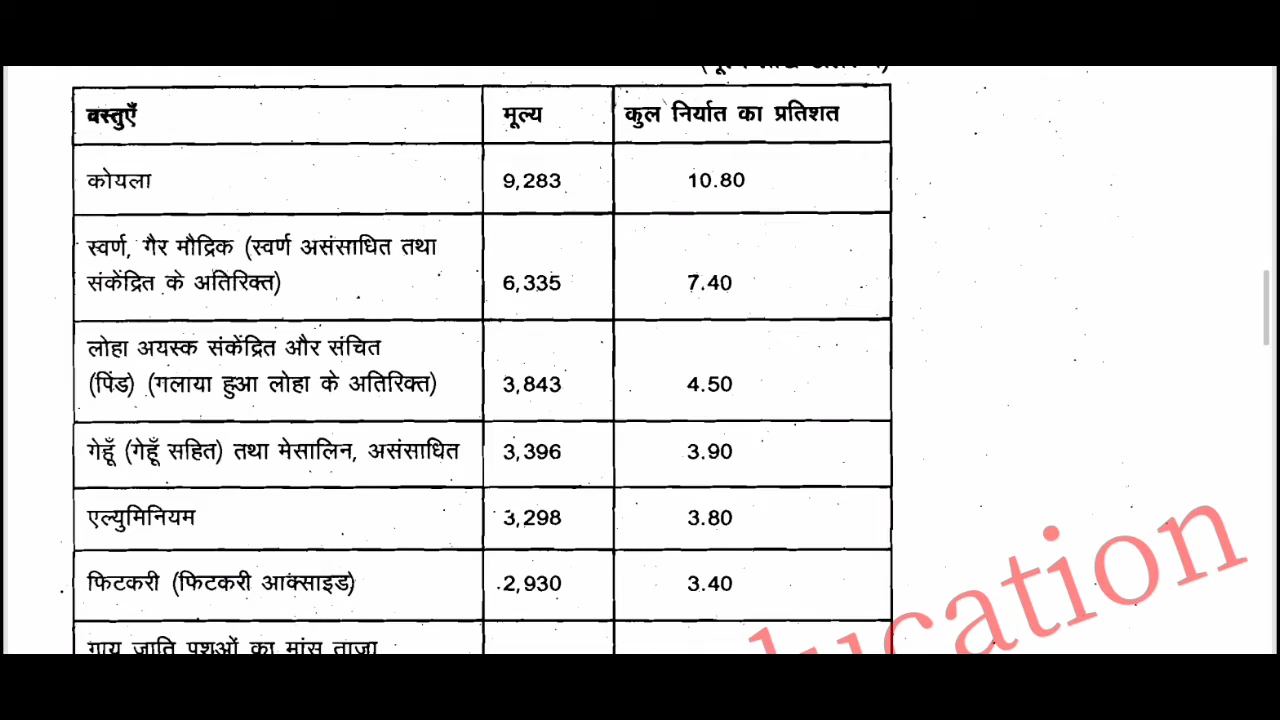 वस्तुएँ मूल्य कुल निर्यात का प्रतिशत
कोयला 9,283 10.80
स्वर्ण, गैर मौद्रिक (स्वर्ण असंसाधित तथा
संकेंद्रित के अतिरिक्त) 6,335 7.40
लोहा अयस्क संकेंद्रित और संचित
(पिंड) (गलाया हुआ लोहा के अतिरिक्त) 3,843 4.50
गेहूँ (गेहूँ सहित) तथा मेसालिन, असंसाधित 3,396 3.90
एल्युमिनियम 3,298 3.80
फिटकरी (फिटकरी आक्साइड) 2,930 3.40
गाय जाति पशुओं का मांस ताजा